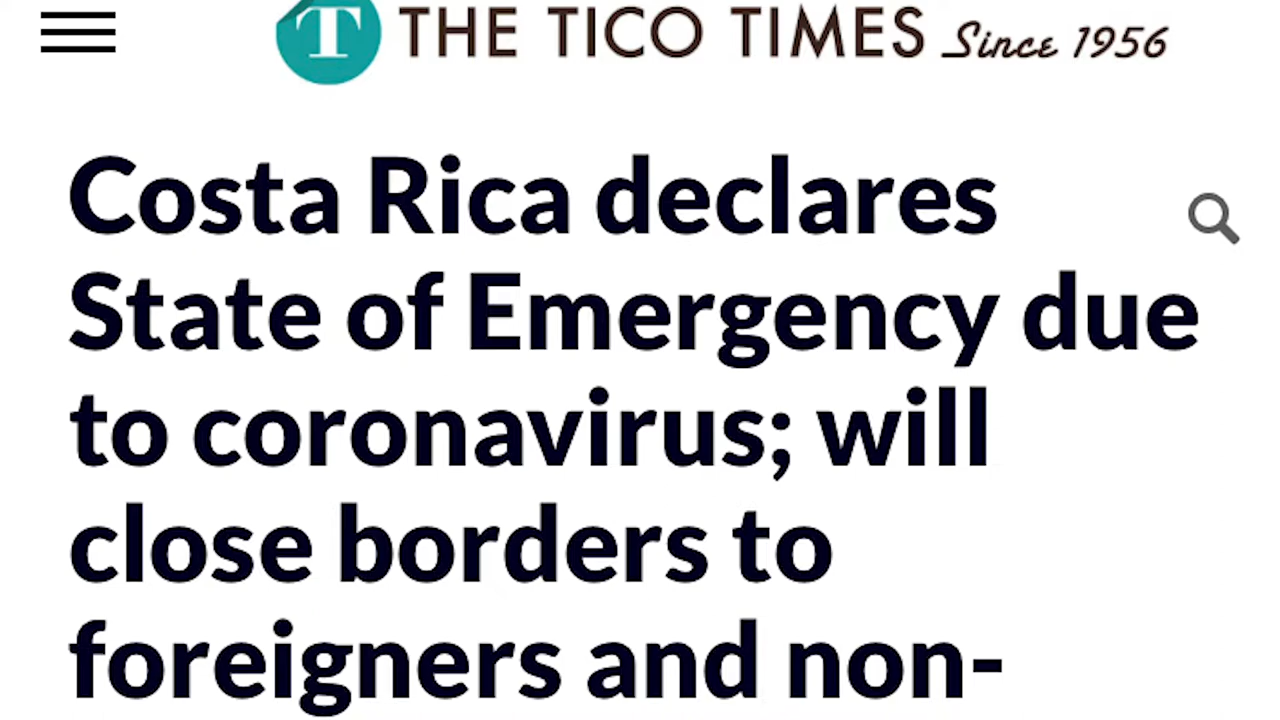 T THE TICO TIMES Since 1956
Costa Rica declares
State of Emergency due
to coronavirus; will
close borders to
foreigners and non-